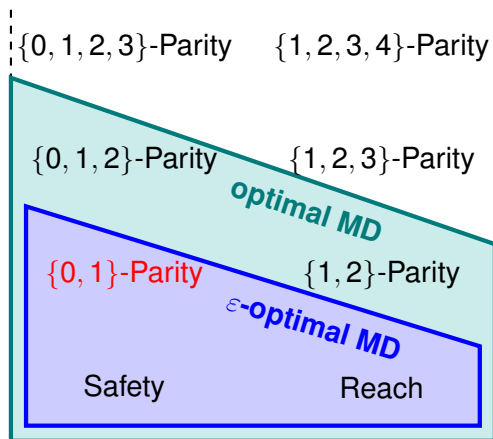 {0, 1, 2, 3}-Parity {1, 2, 3, 4}-Parity
{0, 1, 2}-Parity {1, 2, 3}-Parity
optimal MD
{0, 1}-Parity {1, 2}-Parity
ε-optimal MD
Safety Reach